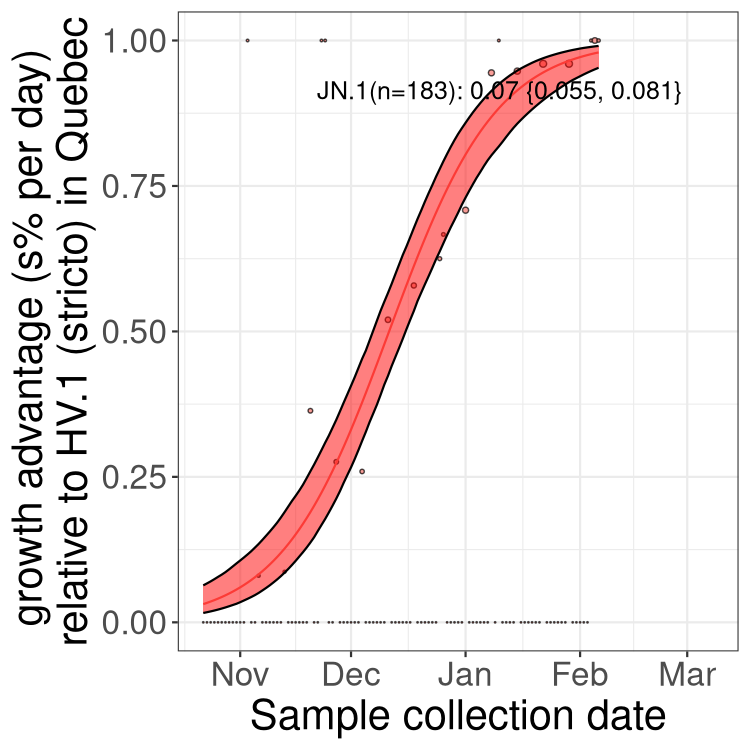 growth advantage (s% per day)
relative to HV.1 (stricto) in Quebec
1.00
0.75
0.50
0.25
0.00
JN.1(n=183): 0.07 {0.055, 0.081}
Nov Dec Jan Feb Mar
Sample collection date